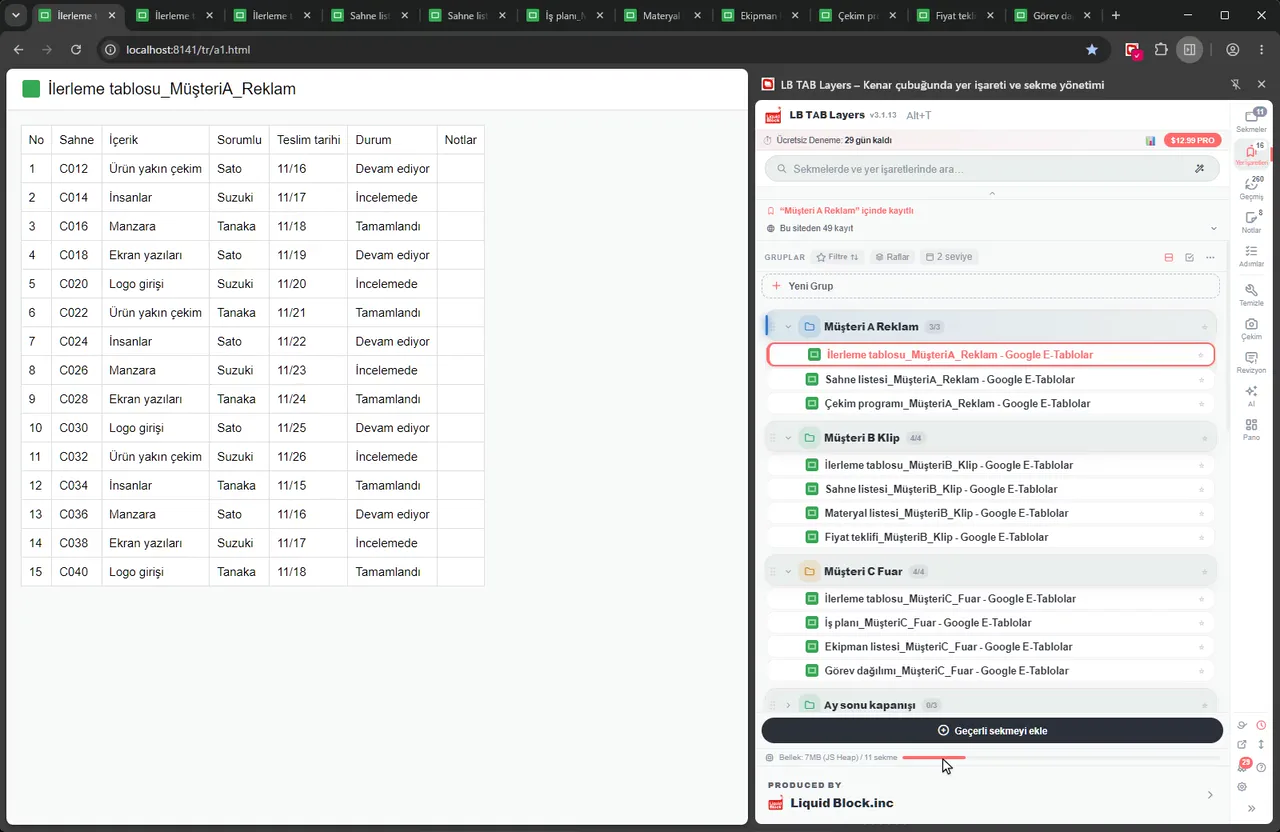 İlerleme t
İlerleme t
İlerleme t
Sahne list
Sahne list
İş planı_M
Materyal
Ekipman
Çekim pr
Fiyat tekl
Görev da
localhost:8141/tr/a1.html
İlerleme tablosu_MüşteriA_Reklam
No Sahne İçerik Sorumlu Teslim tarihi Durum Notlar
1 C012 Ürün yakın çekim Sato 11/16 Devam ediyor
2 C014 İnsanlar Suzuki 11/17 İncelemede
3 C016 Manzara Tanaka 11/18 Tamamlandı
4 C018 Ekran yazıları Sato 11/19 Devam ediyor
5 C020 Logo girişi Suzuki 11/20 İncelemede
6 C022 Ürün yakın çekim Tanaka 11/21 Tamamlandı
7 C024 İnsanlar Sato 11/22 Devam ediyor
8 C026 Manzara Suzuki 11/23 İncelemede
9 C028 Ekran yazıları Tanaka 11/24 Tamamlandı
10 C030 Logo girişi Sato 11/25 Devam ediyor
11 C032 Ürün yakın çekim Suzuki 11/26 İncelemede
12 C034 İnsanlar Tanaka 11/15 Tamamlandı
13 C036 Manzara Sato 11/16 Devam ediyor
14 C038 Ekran yazıları Suzuki 11/17 İncelemede
15 C040 Logo girişi Tanaka 11/18 Tamamlandı
LB TAB Layers – Kenar çubuğunda yer işareti ve sekme yönetimi
LB TAB Layers v3.1.13 Alt+T
Ücretsiz Deneme: 29 gün kaldı $12.99 PRO
Sekmelerde ve yer işaretlerinde ara…
“Müşteri A Reklam” içinde kayıtlı
Bu siteden 49 kayıt
GRUPLAR Filtre Raflar 2 seviye
Yeni Grup
Müşteri A Reklam 3/3
İlerleme tablosu_MüşteriA_Reklam - Google E-Tablolar
Sahne listesi_MüşteriA_Reklam - Google E-Tablolar
Çekim programı_MüşteriA_Reklam - Google E-Tablolar
Müşteri B Klip 4/4
İlerleme tablosu_MüşteriB_Klip - Google E-Tablolar
Sahne listesi_MüşteriB_Klip - Google E-Tablolar
Materyal listesi_MüşteriB_Klip - Google E-Tablolar
Fiyat teklifi_MüşteriB_Klip - Google E-Tablolar
Müşteri C Fuar 4/4
İlerleme tablosu_MüşteriC_Fuar - Google E-Tablolar
İş planı_MüşteriC_Fuar - Google E-Tablolar
Ekipman listesi_MüşteriC_Fuar - Google E-Tablolar
Görev dağılımı_MüşteriC_Fuar - Google E-Tablolar
Ay sonu kapanışı 0/3
Geçerli sekmeyi ekle
Bellek: 7MB (JS Heap) / 11 sekme
PRODUCED BY
Liquid Block.inc
11
Sekmeler
16
Yer işaretleri
260
Geçmiş
8
Notlar
Adımlar
Temizle
Çekim
Revizyon
AI
Pano
29